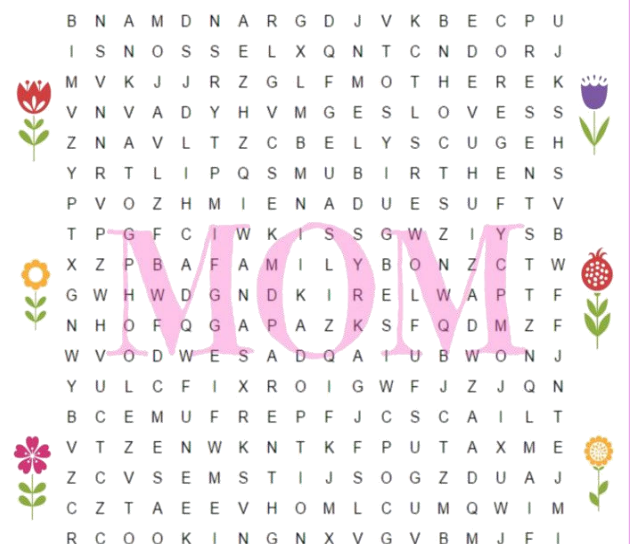 B N A M D N A R G D J V K B E C P U
I S N O S S E L X Q N T C N D O R J
M V K J J R Z G L F M O T H E R E K
V N V A D Y H V M G E S L O V E S S
Z N A V L T Z C B E L Y S C U G E H
Y R T L I P Q S M U B I R T H E N S
P V O Z H M I E N A D U E S U F T V
T P G F C I W K I S S G W Z I Y S B
X Z P B A F A M I L Y B O N Z C T W
G W H W D G N D K I R E L W A P T F
N H O F Q G A P A Z K S F Q D M Z F
W V O D W E S A D Q A I U B W O N J
Y U L C F I X R O I G W F J Z J Q N
B C E M U F R E P F J C S C A I L T
V T Z E N W K N T K F P U T A X M E
Z C V S E M S T I J S O G Z D U A J
C Z T A E E V H O M L C U M Q W I M
R C O O K I N G N X V G V B M J F I
MOM